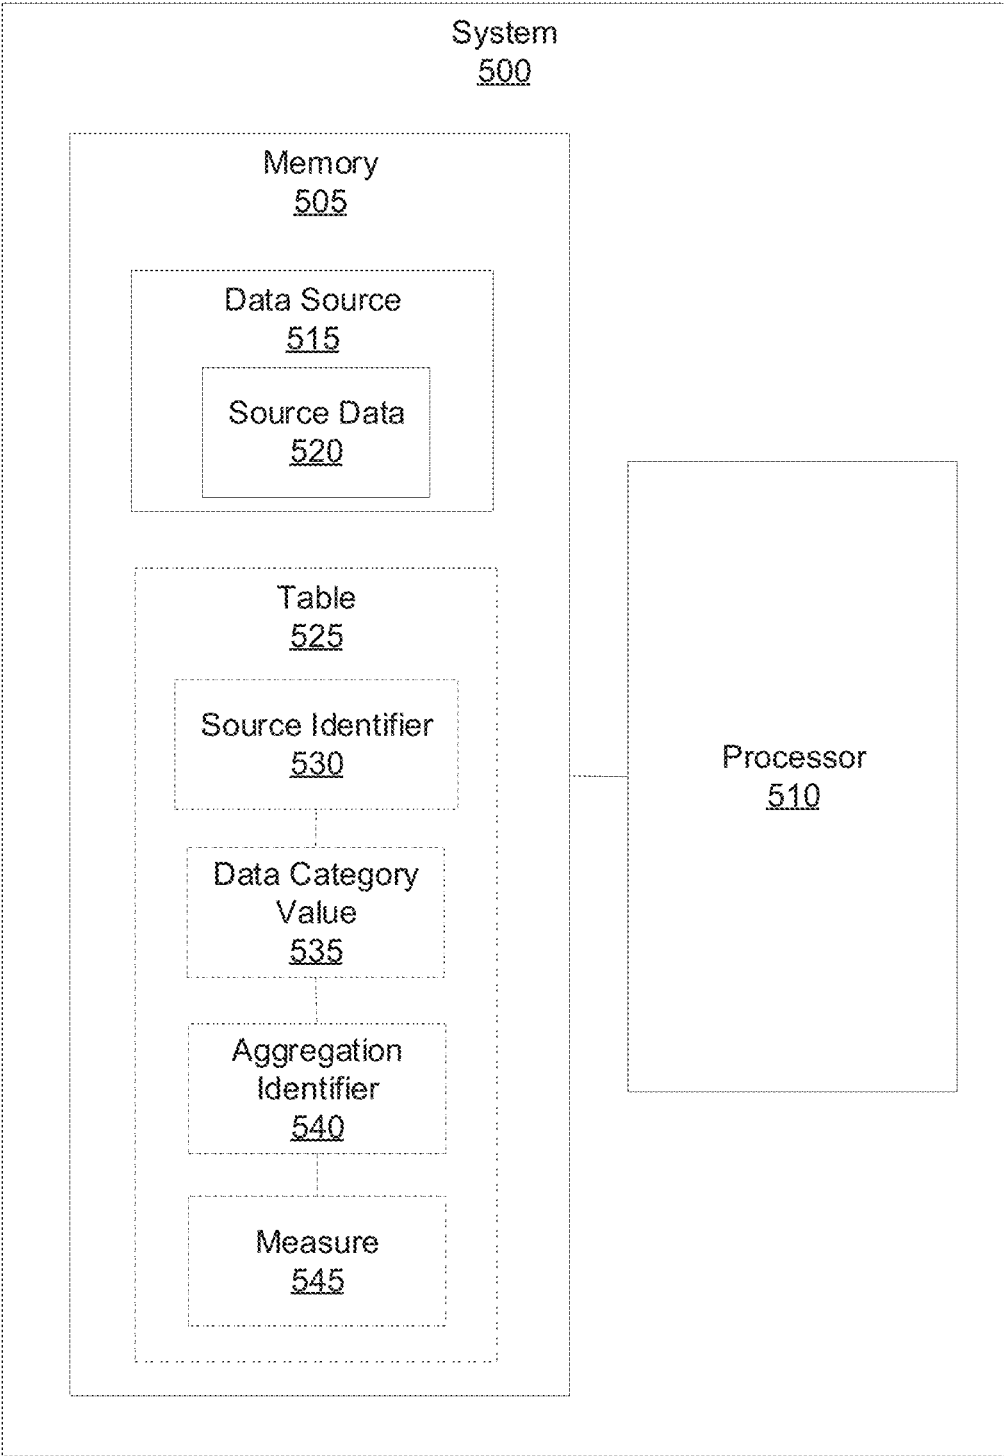 System
500
Memory
505
Data Source
515
Source Data
520
Table
525
Source Identifier
530
Data Category
Value
535
Aggregation
Identifier
540
Measure
545
Processor
510